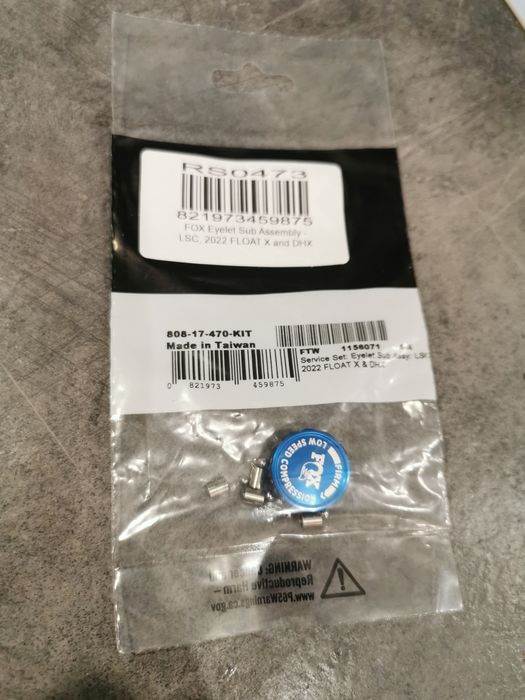 RS0473
821973459875
FOX Eyelet Sub Assembly -
LSC, 2022 FLOAT X and DHX
808-17-470-KIT
Made in Taiwan
FTW 1156071
Service Set: Eyelet Sub Assy: LSC
2022 FLOAT X & DHX
0 821973 459875
FIRM
LOW SPEED COMPRESSION
FOX
WARNING:
Reproductive Harm –
www.P65Warnings.ca.gov